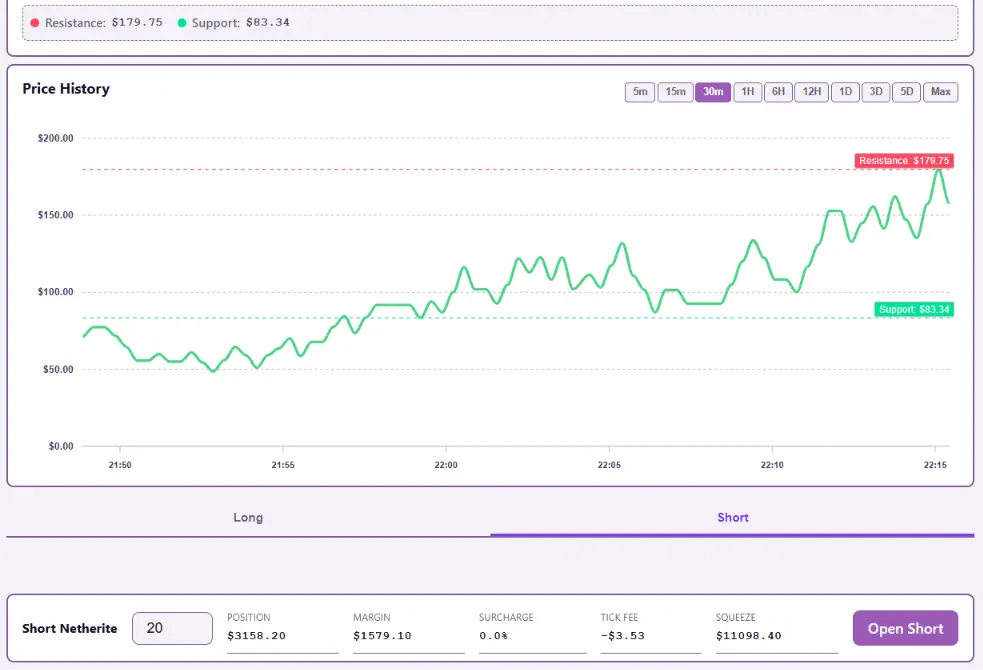 Resistance: $179.75 Support: $83.34
Price History
5m 15m 30m 1H 6H 12H 1D 3D 5D Max
$200.00
Resistance: $179.75
$150.00
$100.00
Support: $83.34
$50.00
$0.00
21:50 21:55 22:00 22:05 22:10 22:15
Long Short
POSITION MARGIN SURCHARGE TICK FEE SQUEEZE
Short Netherite 20 $3158.20 $1579.10 0.0% -$3.53 $11098.40 Open Short